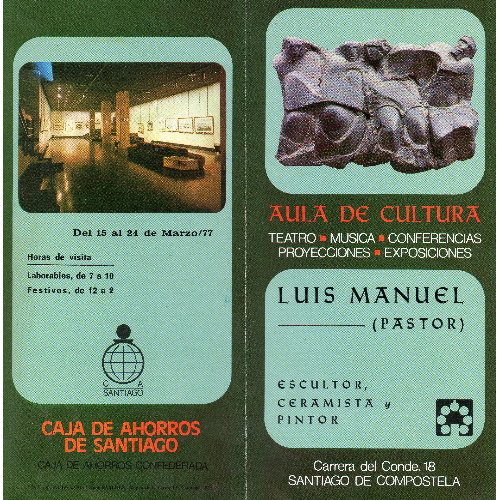 Del 15 al 24 de Marzo/77
Horas de visita
Laborables, de 7 a 10
Festivos, de 12 a 2
C A
SANTIAGO
CAJA DE AHORROS
DE SANTIAGO
CAJA DE AHORROS CONFEDERADA
AULA DE CULTURA
TEATRO ■ MUSICA ■ CONFERENCIAS
PROYECCIONES ■ EXPOSICIONES
LUIS MANUEL
(PASTOR)
ESCULTOR,
CERAMISTA y
PINTOR
Carrera del Conde, 18
SANTIAGO DE COMPOSTELA